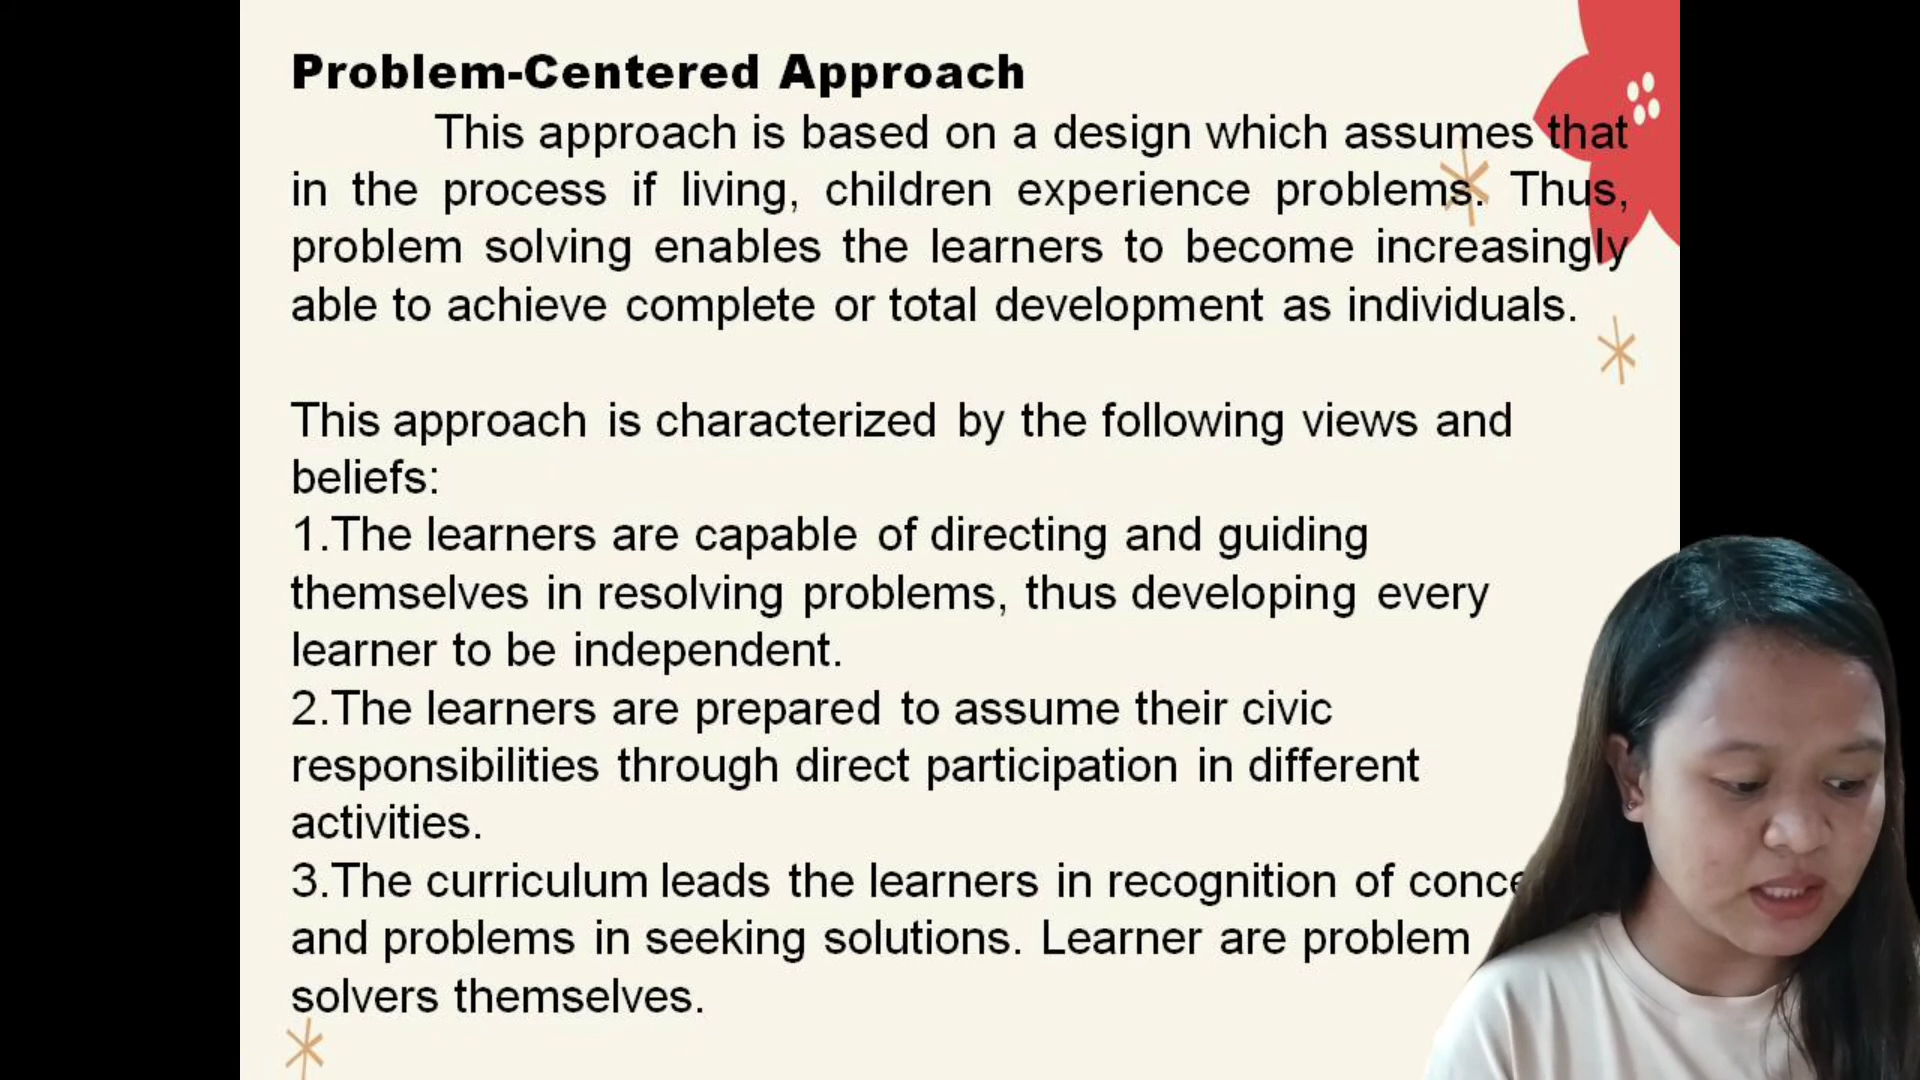 Problem-Centered Approach
This approach is based on a design which assumes that
in the process if living, children experience problems. Thus,
problem solving enables the learners to become increasingly
able to achieve complete or total development as individuals.
This approach is characterized by the following views and
beliefs:
1.The learners are capable of directing and guiding
themselves in resolving problems, thus developing every
learner to be independent.
2.The learners are prepared to assume their civic
responsibilities through direct participation in different
activities.
3.The curriculum leads the learners in recognition of
and problems in seeking solutions. Learner are problem
solvers themselves.